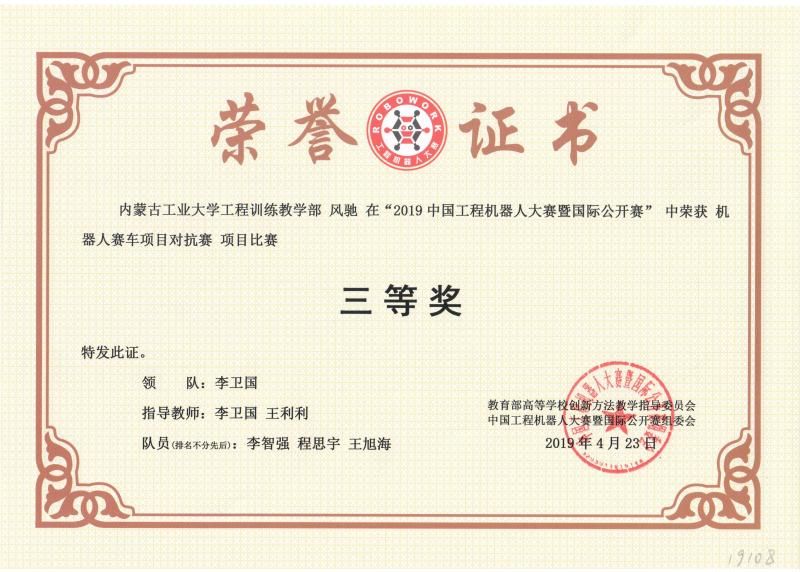 荣誉证书
ROBOWORK
工程机器人大赛
内蒙古工业大学工程训练教学部 风驰 在“2019 中国工程机器人大赛暨国际公开赛” 中荣获 机
器人赛车项目对抗赛 项目比赛
三等奖
特发此证。
领 队：李卫国
指导教师：李卫国 王利利
队员(排名不分先后)：李智强 程思宇 王旭海
教育部高等学校创新方法教学指导委员会
中国工程机器人大赛暨国际公开赛组委会
2019 年 4 月 23 日
19108